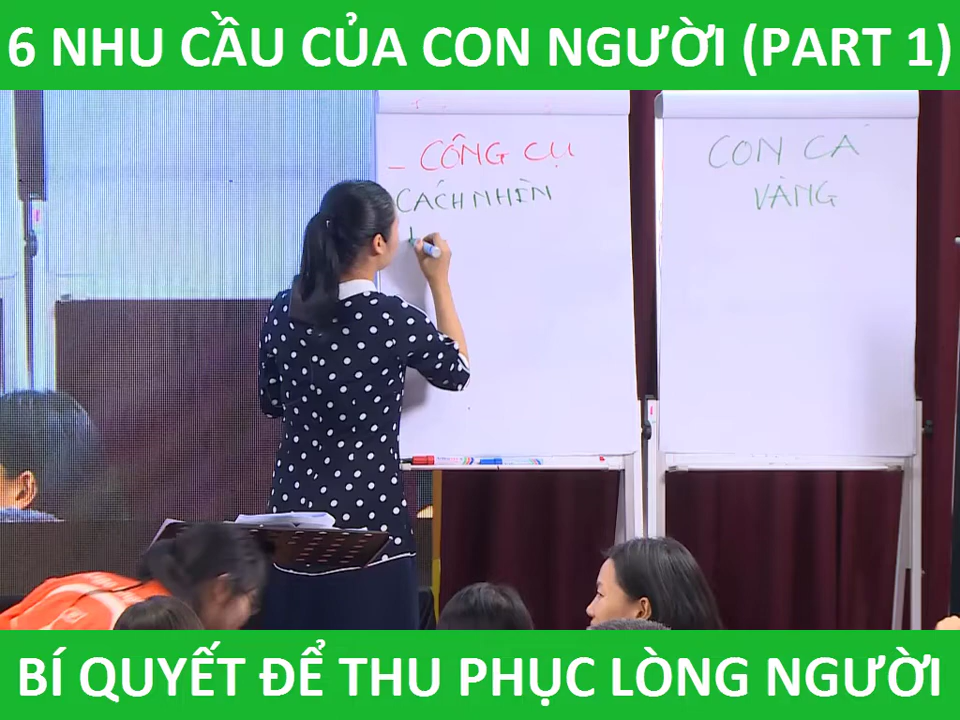 6 NHU CẦU CỦA CON NGƯỜI (PART 1)
- CÔNG CỤ
CÁCH NHÌN
CON CÁ
VÀNG
BÍ QUYẾT ĐỂ THU PHỤC LÒNG NGƯỜI